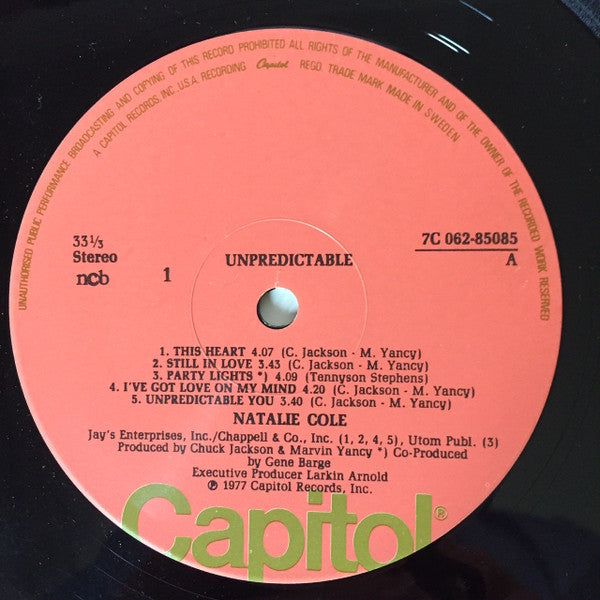 UNAUTHORISED PUBLIC PERFORMANCE BROADCASTING AND COPYING OF THIS RECORD PROHIBITED ALL RIGHTS OF THE MANUFACTURER AND OF THE OWNER OF THE RECORDED WORK RESERVED
A CAPITOL RECORDS, INC. U.S.A. RECORDING Capitol REGD. TRADE MARK MADE IN SWEDEN
33⅓
Stereo
ncb
1
UNPREDICTABLE
7C 062-85085
A
1. THIS HEART 4.07 (C. Jackson - M. Yancy)
2. STILL IN LOVE 3.43 (C. Jackson - M. Yancy)
3. PARTY LIGHTS *) 4.09 (Tennyson Stephens)
4. I'VE GOT LOVE ON MY MIND 4.20 (C. Jackson - M. Yancy)
5. UNPREDICTABLE YOU 3.40 (C. Jackson - M. Yancy)
NATALIE COLE
Jay's Enterprises, Inc./Chappell & Co., Inc. (1, 2, 4, 5), Utom Publ. (3)
Produced by Chuck Jackson & Marvin Yancy *) Co-Produced
by Gene Barge
Executive Producer Larkin Arnold
℗ 1977 Capitol Records, Inc.
Capitol®